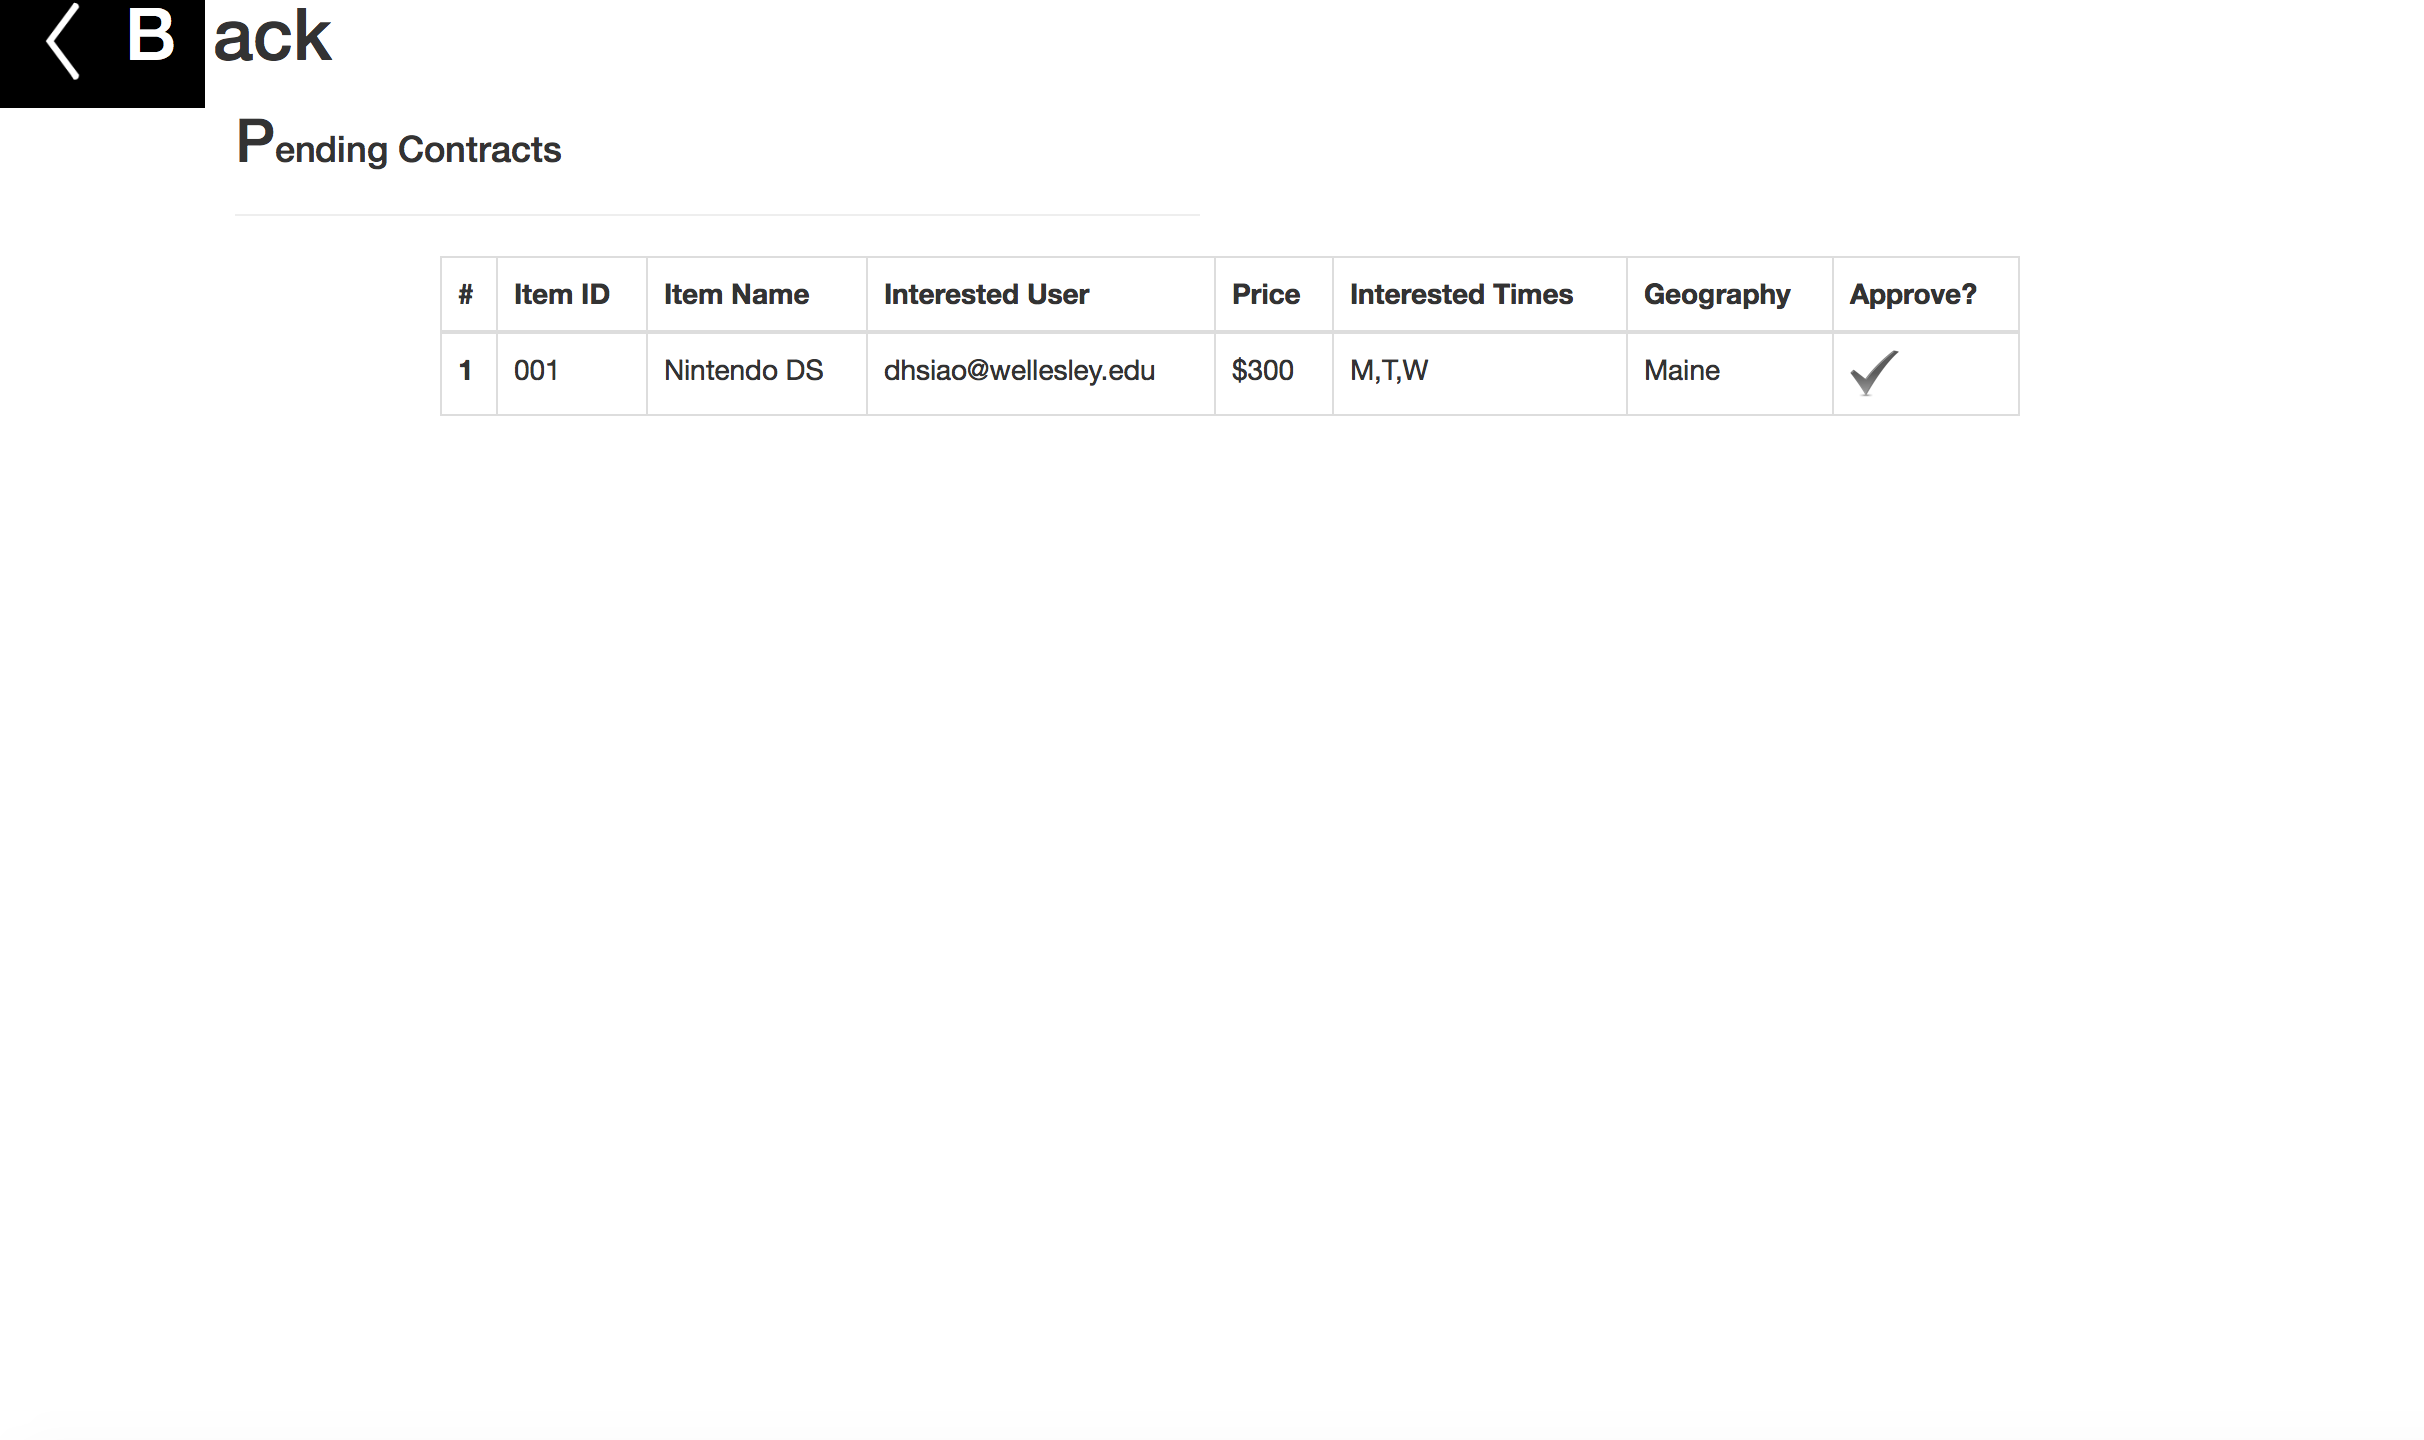 Back
Pending Contracts
# Item ID Item Name Interested User Price Interested Times Geography Approve?
1 001 Nintendo DS dhsiao@wellesley.edu $300 M,T,W Maine